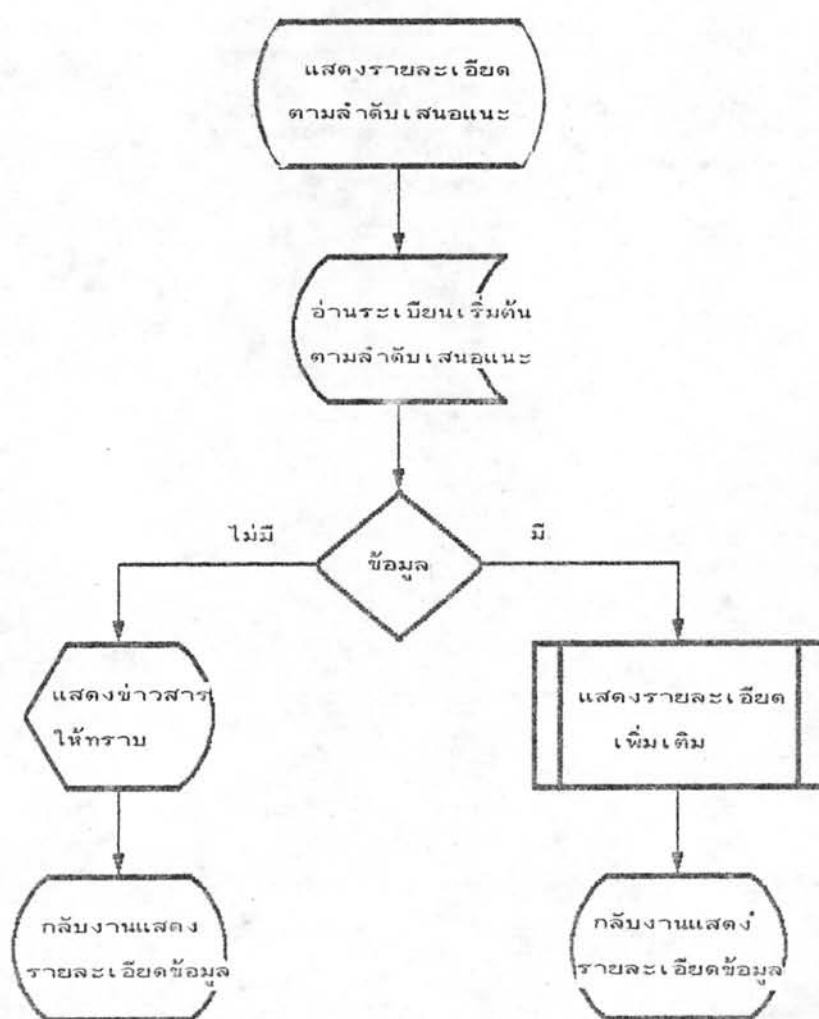 แสดงรายละเอียด
ตามลำดับเสนอแนะ
อ่านระเบียนเริ่มต้น
ตามลำดับเสนอแนะ
ไม่มี
มี
ข้อมูล
แสดงข่าวสาร
ให้ทราบ
แสดงรายละเอียด
เพิ่มเติม
กลับงานแสดง
รายละเอียดข้อมูล
กลับงานแสดง
รายละเอียดข้อมูล